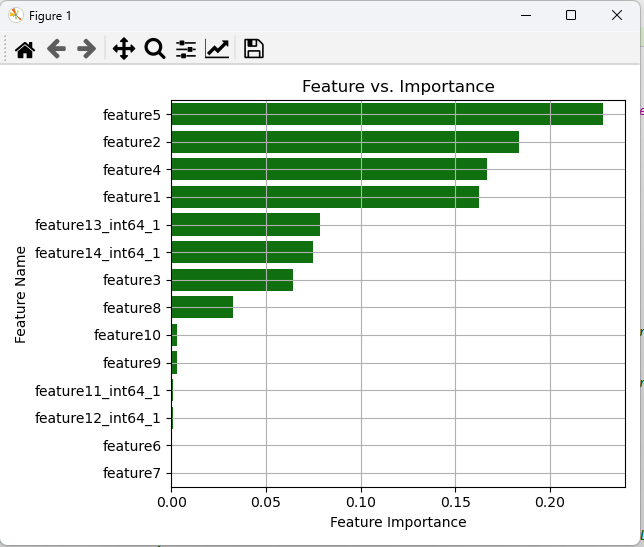 Figure 1
Feature vs. Importance
feature5
feature2
feature4
feature1
feature13_int64_1
feature14_int64_1
feature3
feature8
feature10
feature9
feature11_int64_1
feature12_int64_1
feature6
feature7
Feature Name
0.00 0.05 0.10 0.15 0.20
Feature Importance